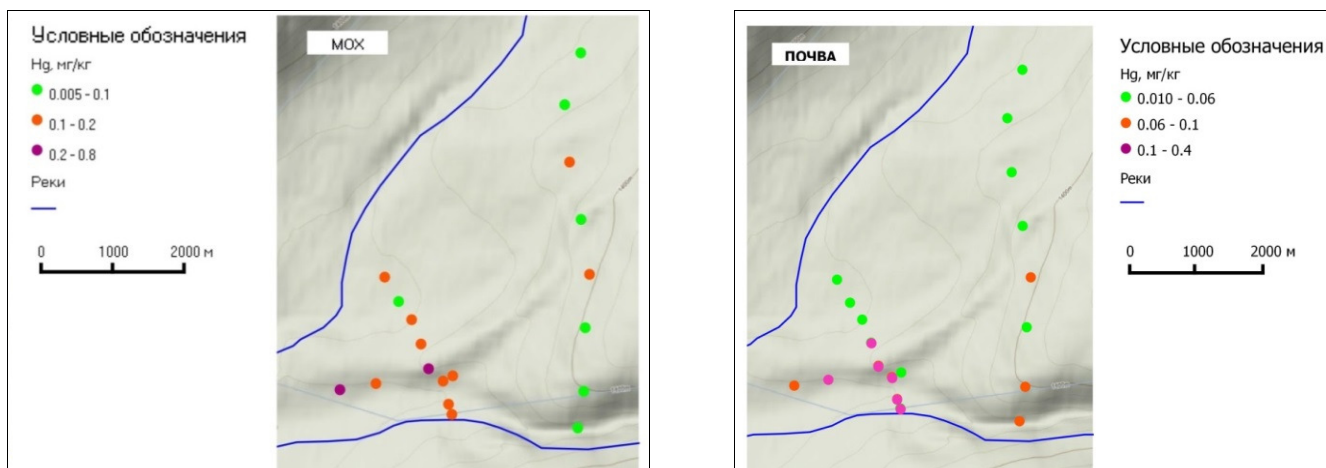 Условные обозначения
Hg, мг/кг
0.005 - 0.1
0.1 - 0.2
0.2 - 0.8
Реки
0 1000 2000 м
МОХ
ПОЧВА
Условные обозначения
Hg, мг/кг
0.010 - 0.06
0.06 - 0.1
0.1 - 0.4
Реки
0 1000 2000 м